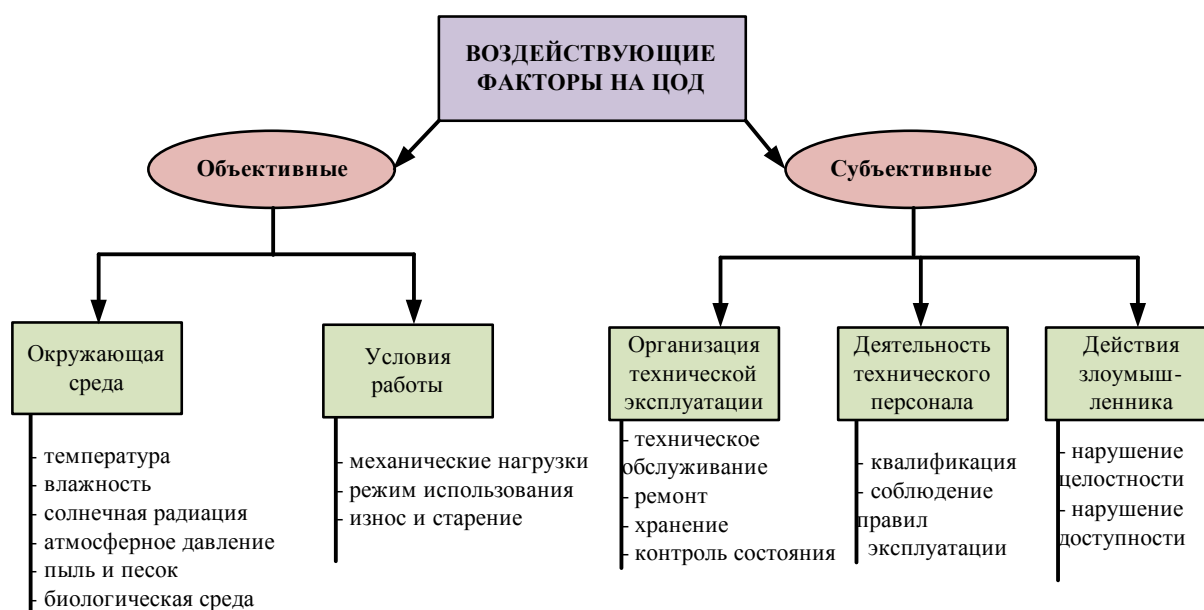 ВОЗДЕЙСТВУЮЩИЕ
ФАКТОРЫ НА ЦОД
Объективные
Субъективные
Окружающая
среда
- температура
- влажность
- солнечная радиация
- атмосферное давление
- пыль и песок
- биологическая среда
Условия
работы
- механические нагрузки
- режим использования
- износ и старение
Организация
технической
эксплуатации
- техническое
обслуживание
- ремонт
- хранение
- контроль состояния
Деятельность
технического
персонала
- квалификация
- соблюдение
правил
эксплуатации
Действия
злоумыш-
ленника
- нарушение
целостности
- нарушение
доступности